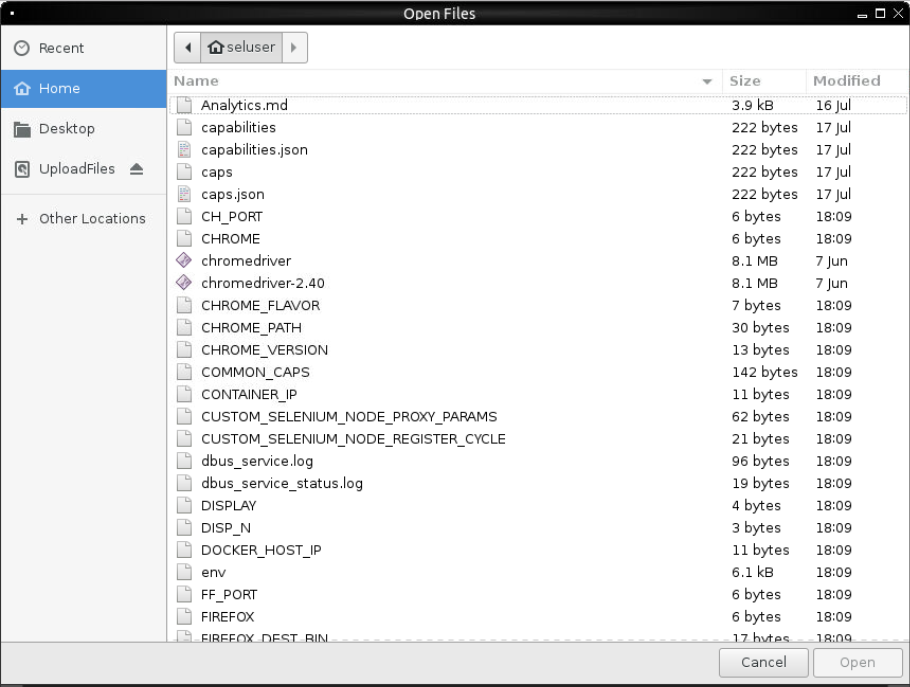 Open Files
Recent
Home
Desktop
UploadFiles
Other Locations
seluser
Name Size Modified
Analytics.md 3.9 kB 16 Jul
capabilities 222 bytes 17 Jul
capabilities.json 222 bytes 17 Jul
caps 222 bytes 17 Jul
caps.json 222 bytes 17 Jul
CH_PORT 6 bytes 18:09
CHROME 6 bytes 18:09
chromedriver 8.1 MB 7 Jun
chromedriver-2.40 8.1 MB 7 Jun
CHROME_FLAVOR 7 bytes 18:09
CHROME_PATH 30 bytes 18:09
CHROME_VERSION 13 bytes 18:09
COMMON_CAPS 142 bytes 18:09
CONTAINER_IP 11 bytes 18:09
CUSTOM_SELENIUM_NODE_PROXY_PARAMS 62 bytes 18:09
CUSTOM_SELENIUM_NODE_REGISTER_CYCLE 21 bytes 18:09
dbus_service.log 96 bytes 18:09
dbus_service_status.log 19 bytes 18:09
DISPLAY 4 bytes 18:09
DISP_N 3 bytes 18:09
DOCKER_HOST_IP 11 bytes 18:09
env 6.1 kB 18:09
FF_PORT 6 bytes 18:09
FIREFOX 6 bytes 18:09
FIREFOX_DEST_BIN 17 bytes 18:09
Cancel Open